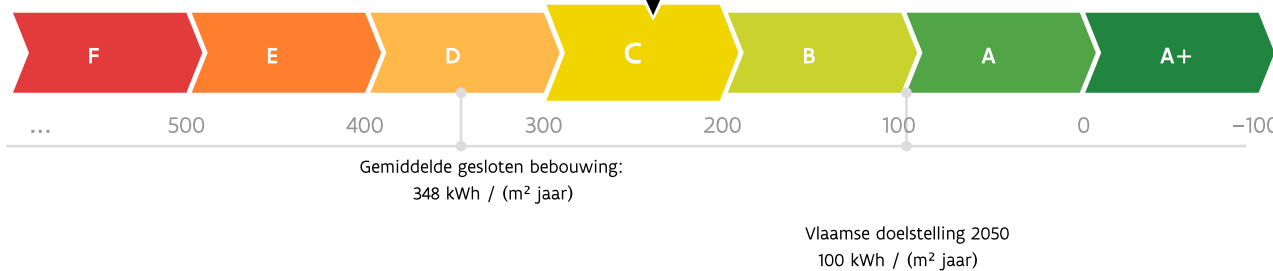 F E D C B A A+
... 500 400 300 200 100 0 −100
Gemiddelde gesloten bebouwing:
348 kWh / (m² jaar)
Vlaamse doelstelling 2050
100 kWh / (m² jaar)